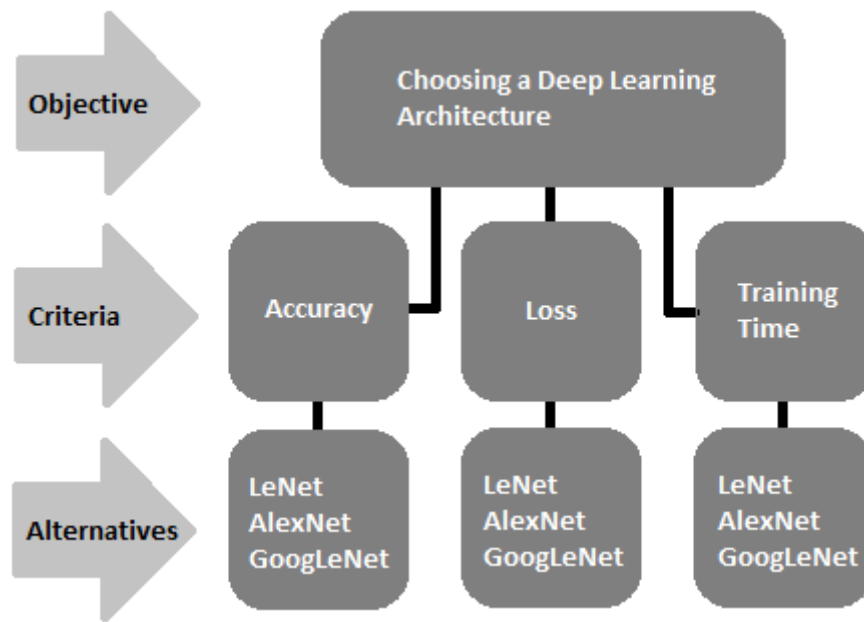 Objective
Choosing a Deep Learning
Architecture
Criteria
Accuracy
Loss
Training
Time
Alternatives
LeNet
AlexNet
GoogLeNet
LeNet
AlexNet
GoogLeNet
LeNet
AlexNet
GoogLeNet